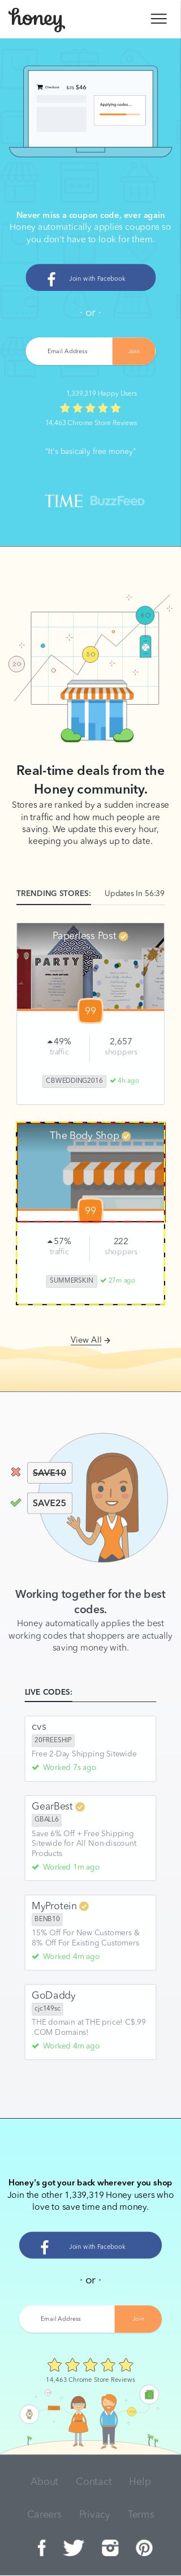 honey
Checkout $75 $46
Applying codes...
Never miss a coupon code, ever again
Honey automatically applies coupons so
you don't have to look for them.
Join with Facebook
· or ·
Email Address Join
1,339,319 Happy Users
14,463 Chrome Store Reviews
"It's basically free money"
TIME BuzzFeed
20
50
90
Real-time deals from the
Honey community.
Stores are ranked by a sudden increase
in traffic and how much people are
saving. We update this every hour,
keeping you always up to date.
TRENDING STORES: Updates In 56:39
Paperless Post
PARTY
99
49% 2,657
traffic shoppers
CBWEDDING2016 4h ago
The Body Shop
99
57% 222
traffic shoppers
SUMMERSKIN 27m ago
View All
SAVE10
SAVE25
Working together for the best
codes.
Honey automatically applies the best
working codes that shoppers are actually
saving money with.
LIVE CODES:
CVS
20FREESHIP
Free 2-Day Shipping Sitewide
Worked 7s ago
GearBest
GBALL6
Save 6% Off + Free Shipping
Sitewide for All Non-discount
Products
Worked 1m ago
MyProtein
BENB10
15% Off For New Customers &
8% Off For Existing Customers
Worked 4m ago
GoDaddy
cjc149sc
THE domain at THE price! C$.99
.COM Domains!
Worked 4m ago
Honey's got your back wherever you shop
Join the other 1,339,319 Honey users who
love to save time and money.
Join with Facebook
· or ·
Email Address Join
14,463 Chrome Store Reviews
About Contact Help
Careers Privacy Terms